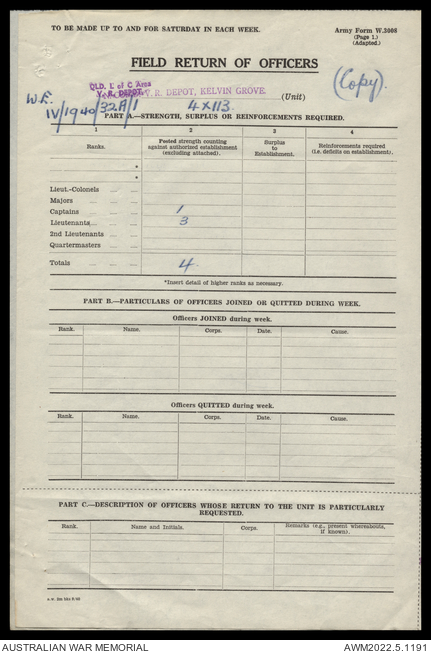 TO BE MADE UP TO AND FOR SATURDAY IN EACH WEEK.
Army Form W.3008
(Page 1.)
(Adapted.)
FIELD RETURN OF OFFICERS
(Copy).
QLD. L of C Area
V. R. DEPOT.
V. R. DEPOT, KELVIN GROVE.
(Unit)
W.E.
IV/1940/32A/1
4 X 113.
PART A.—STRENGTH, SURPLUS OR REINFORCEMENTS REQUIRED.
1 2 3 4
Ranks.
Posted strength counting against authorized establishment (excluding attached).
Surplus to Establishment.
Reinforcements required (i.e. deficits on establishment).
*
*
Lieut.-Colonels
Majors
Captains 1
Lieutenants 3
2nd Lieutenants
Quartermasters
Totals 4
*Insert detail of higher ranks as necessary.
PART B.—PARTICULARS OF OFFICERS JOINED OR QUITTED DURING WEEK.
Officers JOINED during week.
Rank. Name. Corps. Date. Cause.
Officers QUITTED during week.
Rank. Name. Corps. Date. Cause.
PART C.—DESCRIPTION OF OFFICERS WHOSE RETURN TO THE UNIT IS PARTICULARLY
REQUESTED.
Rank. Name and Initials. Corps. Remarks (e.g., present whereabouts, if known).
AUSTRALIAN WAR MEMORIAL
AWM2022.5.1191